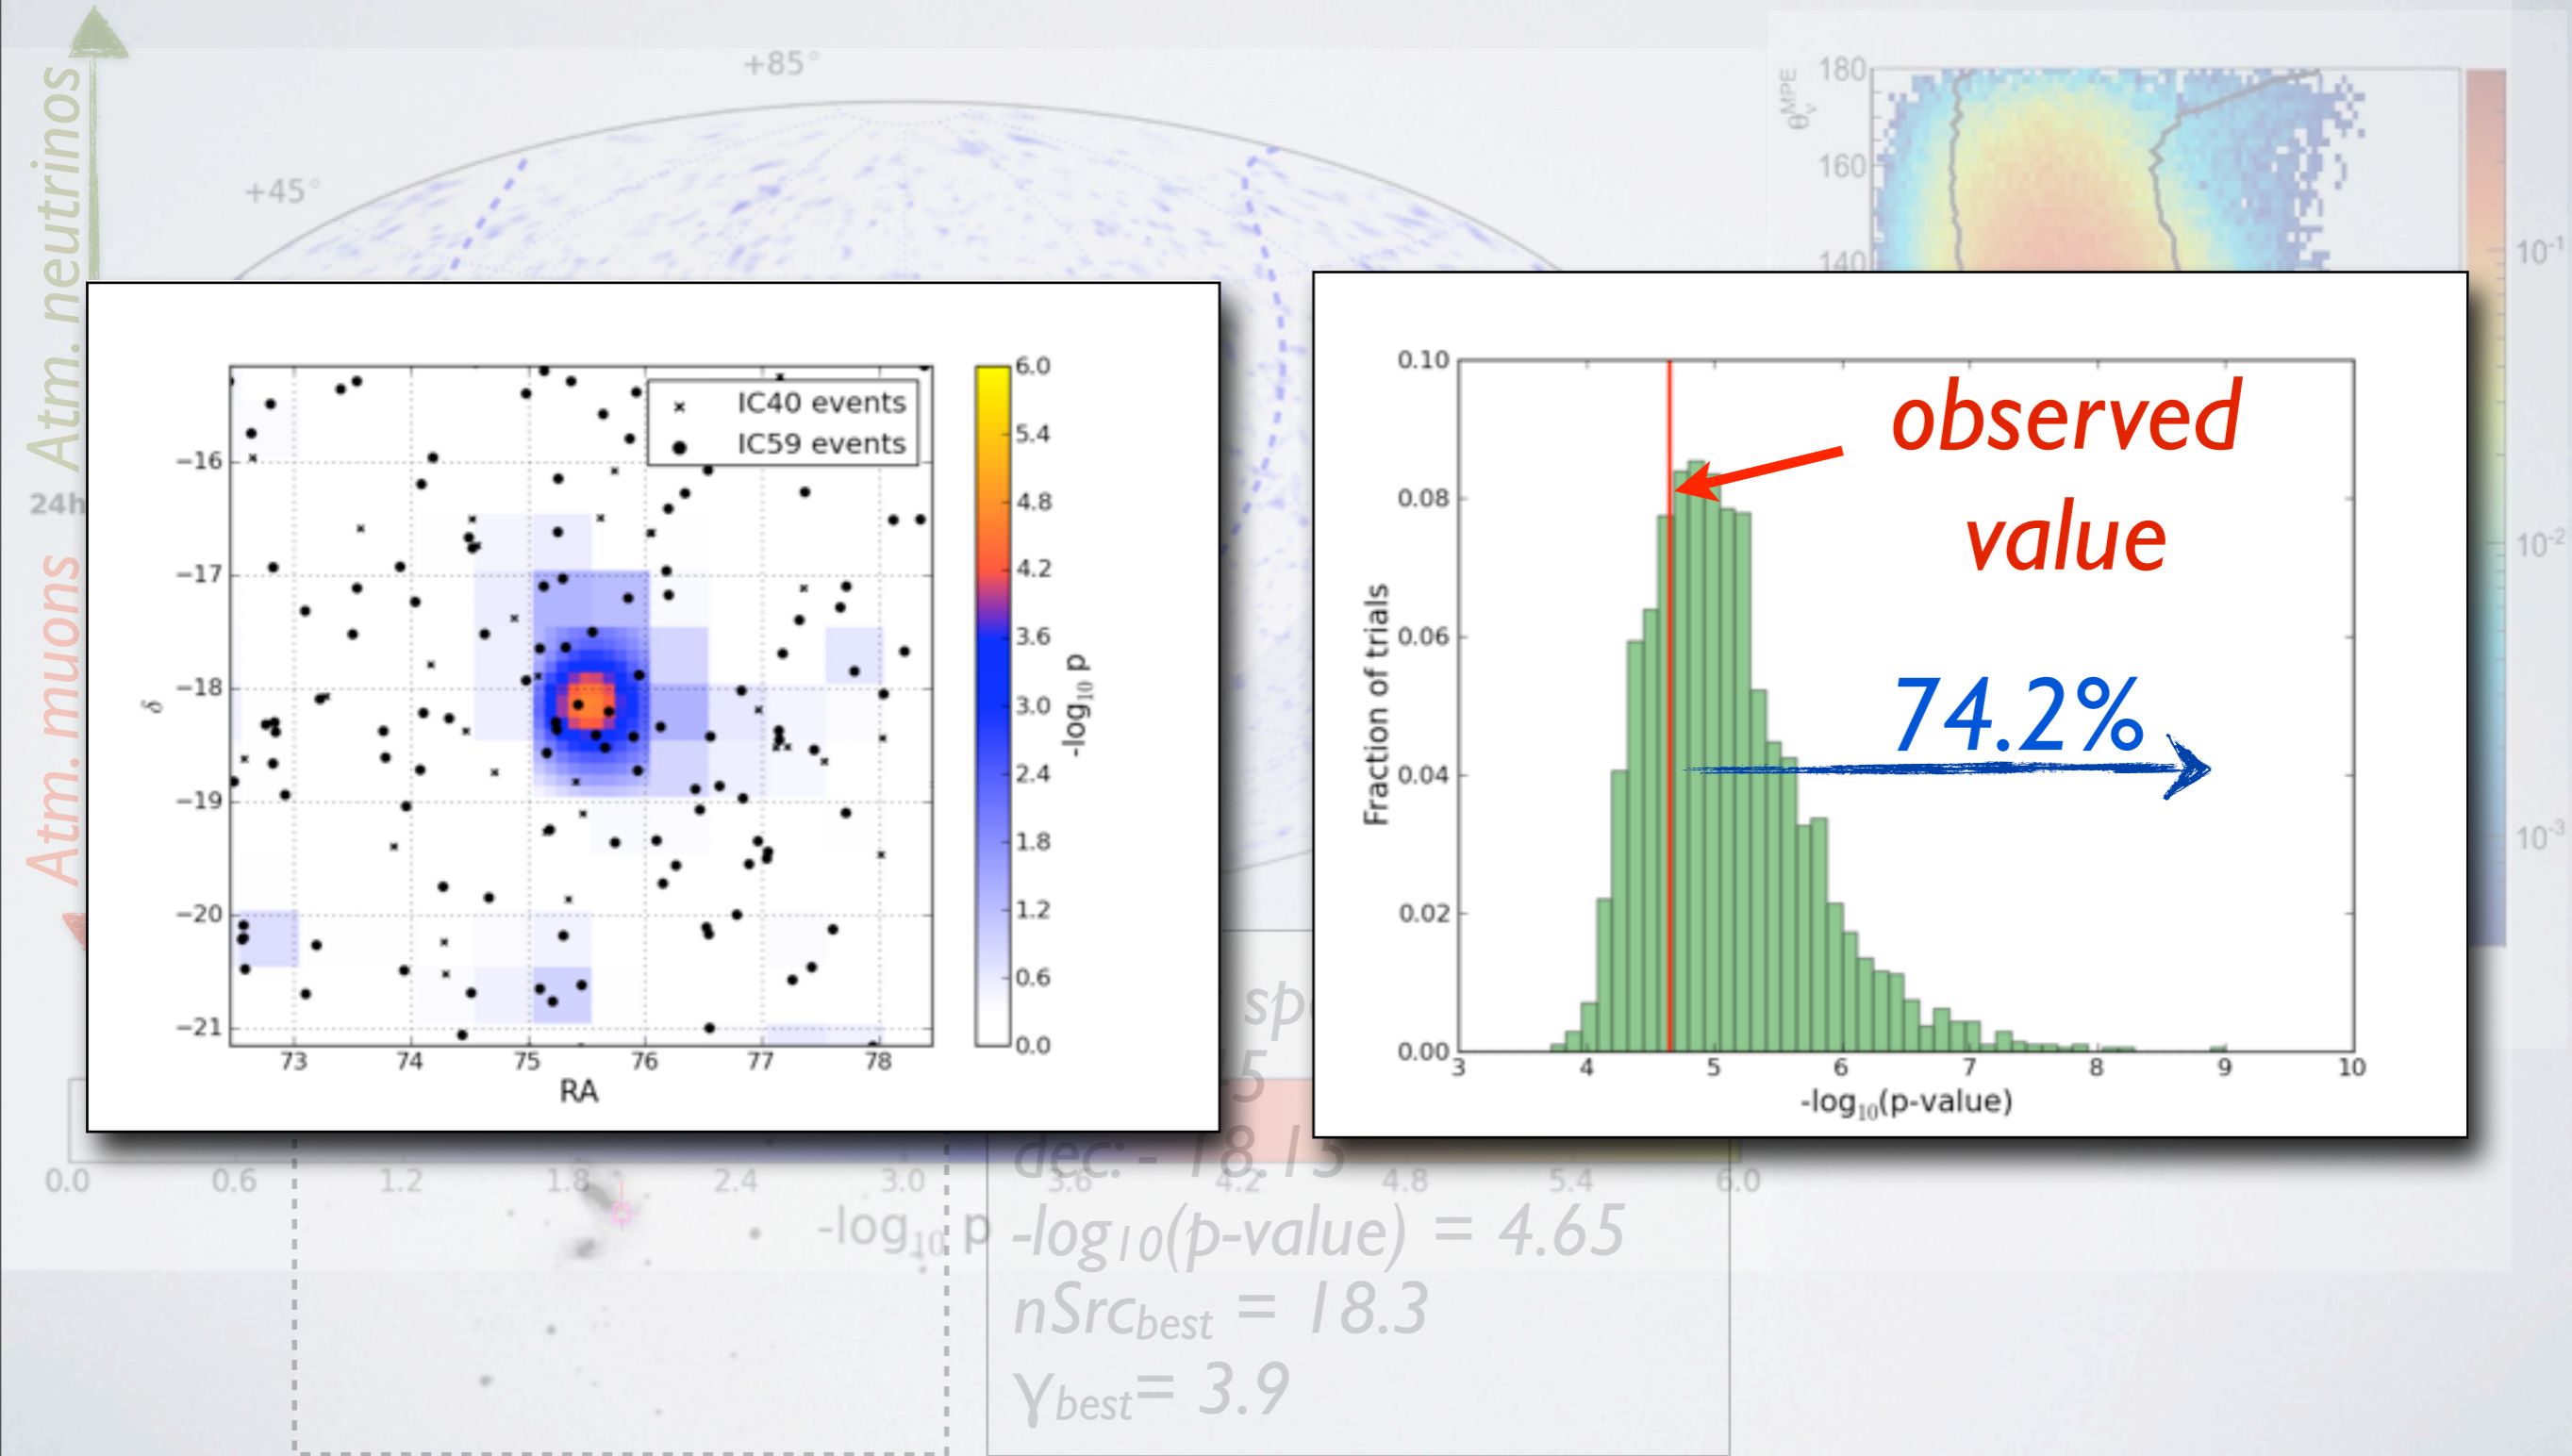 +85°
+45°
Atm. neutrinos
24h
Atm. muons
θνMPE
180
160
140
10-1
10-2
10-3
IC40 events
IC59 events
−16
−17
−18
−19
−20
−21
δ
73 74 75 76 77 78
RA
6.0
5.4
4.8
4.2
3.6
3.0
2.4
1.8
1.2
0.6
0.0
-log10 p
0.10
0.08
0.06
0.04
0.02
0.00
Fraction of trials
3 4 5 6 7 8 9 10
-log10(p-value)
observed
value
74.2%
5
dec: - 18.15
0.0 0.6 1.2 1.8 2.4 3.0 3.6 4.2 4.8 5.4 6.0
-log10 p
-log10(p-value) = 4.65
nSrcbest = 18.3
γbest= 3.9